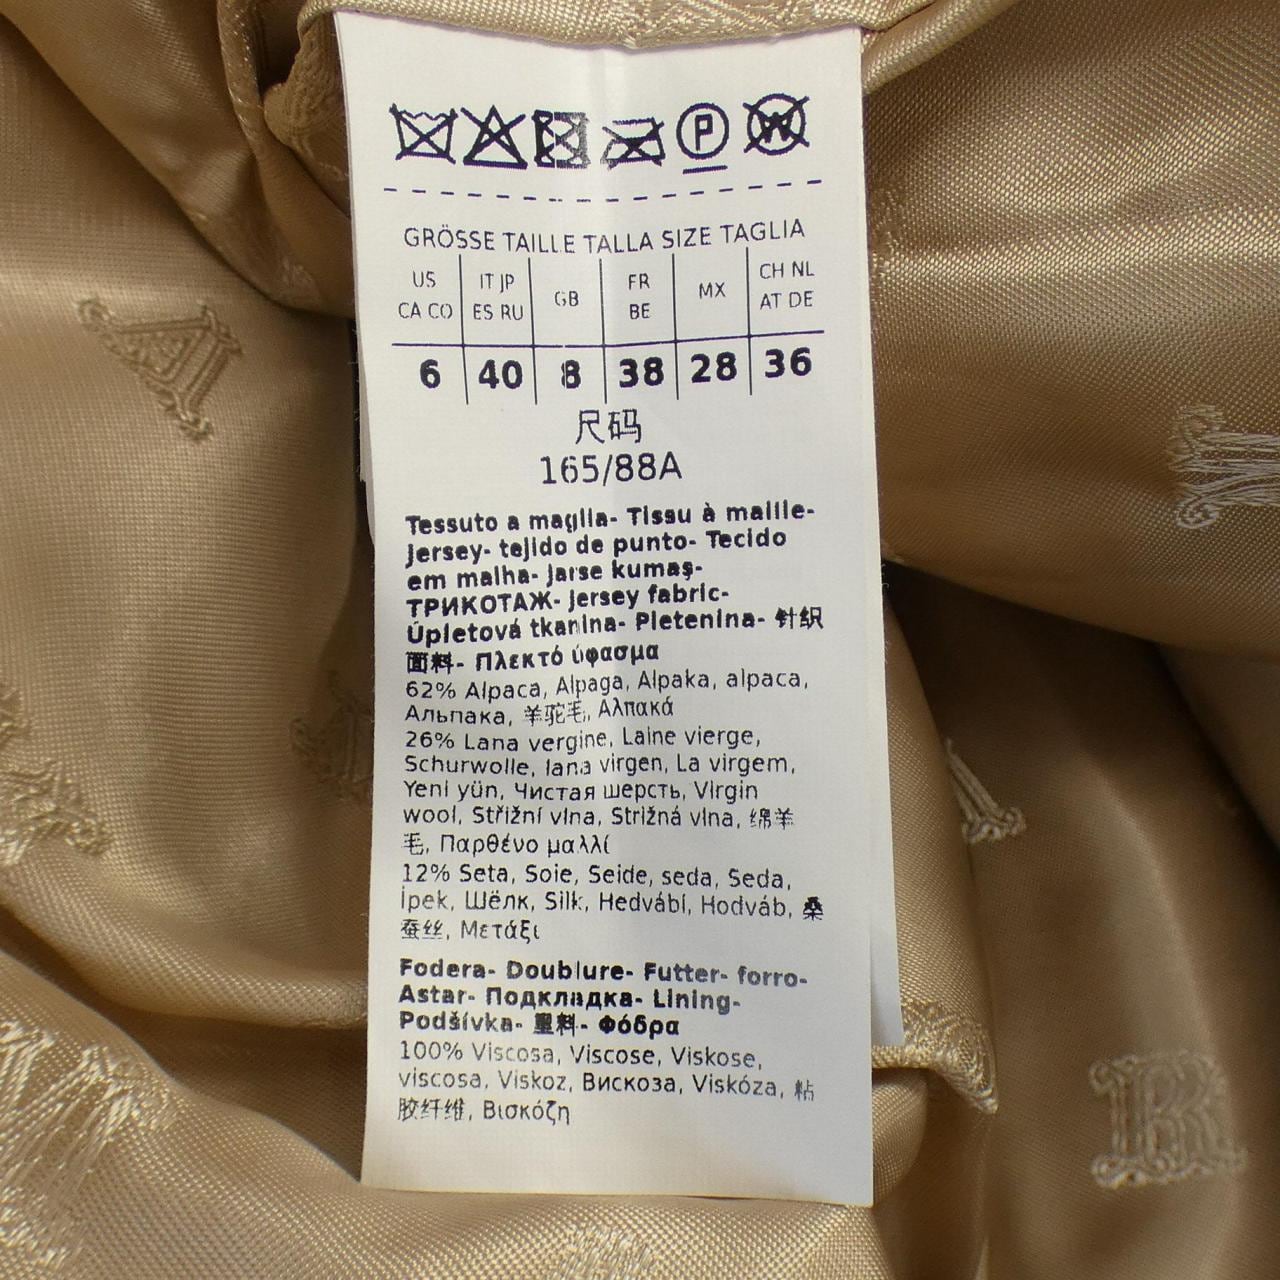 P W
GRÖSSE TAILLE TALLA SIZE TAGLIA
US IT JP GB FR MX CH NL
CA CO ES RU BE AT DE
6 40 8 38 28 36
尺码
165/88A
Tessuto a maglia- Tissu à maille-
Jersey- tejido de punto- Tecido
em malha- Jarse kumaş-
ТРИКОТАЖ- Jersey fabric-
Úpletová tkanina- Pletenina- 针织
面料- Πλεκτό ύφασμα
62% Alpaca, Alpaga, Alpaka, alpaca,
Альпака, 羊驼毛, Αλπακά
26% Lana vergine, Laine vierge,
Schurwolle, lana virgen, La virgem,
Yeni yün, Чистая шерсть, Virgin
wool, Střižní vlna, Strižná vlna, 绵羊
毛, Παρθένο μαλλί
12% Seta, Soie, Seide, seda, Seda,
İpek, Шёлк, Silk, Hedvábí, Hodváb, 桑
蚕丝, Μετάξι
Fodera- Doublure- Futter- forro-
Astar- Подкладка- Lining-
Podšívka- 里料- Φόδρα
100% Viscosa, Viscose, Viskose,
viscosa, Viskoz, Вискоза, Viskóza, 粘
胶纤维, Βισκόζη